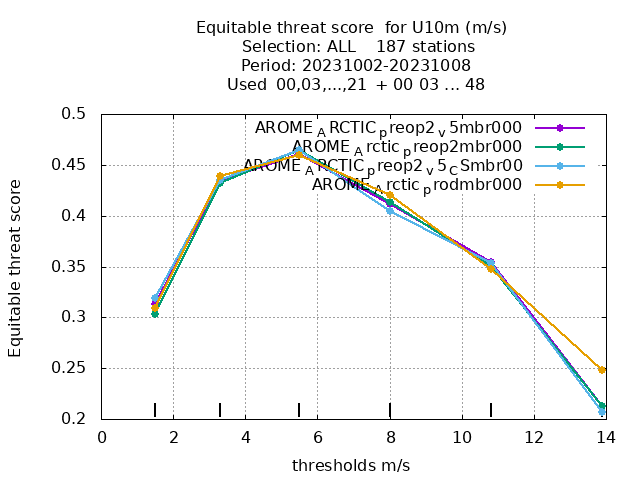 Equitable threat score for U10m (m/s)
Selection: ALL 187 stations
Period: 20231002-20231008
Used 00,03,...,21 + 00 03 ... 48
AROME_ARCTIC_preop2_v5mbr000
AROME_Arctic_preop2mbr000
AROME_ARCTIC_preop2_v5_CSmbr00
AROME_Arctic_prodmbr000
0.5
0.45
0.4
0.35
0.3
0.25
0.2
Equitable threat score
0 2 4 6 8 10 12 14
thresholds m/s